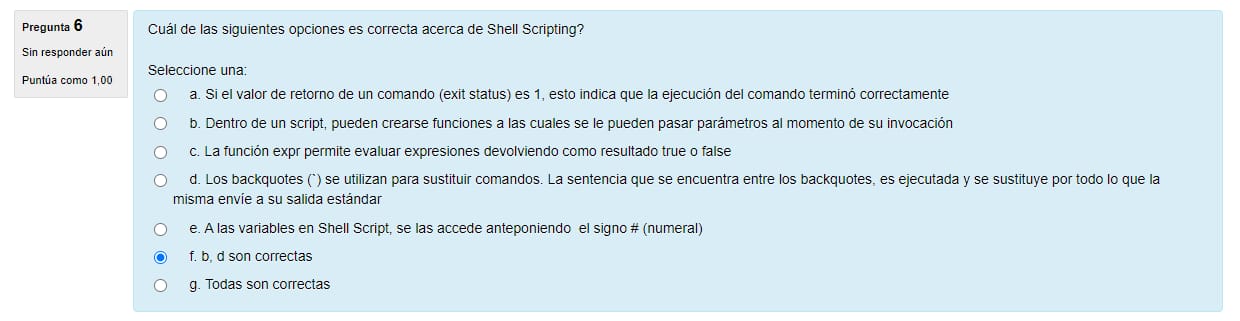 Pregunta 6
Sin responder aún
Puntúa como 1,00
Cuál de las siguientes opciones es correcta acerca de Shell Scripting?
Seleccione una:
a. Si el valor de retorno de un comando (exit status) es 1, esto indica que la ejecución del comando terminó correctamente
b. Dentro de un script, pueden crearse funciones a las cuales se le pueden pasar parámetros al momento de su invocación
c. La función expr permite evaluar expresiones devolviendo como resultado true o false
d. Los backquotes (`) se utilizan para sustituir comandos. La sentencia que se encuentra entre los backquotes, es ejecutada y se sustituye por todo lo que la
misma envíe a su salida estándar
e. A las variables en Shell Script, se las accede anteponiendo el signo # (numeral)
f. b, d son correctas
g. Todas son correctas